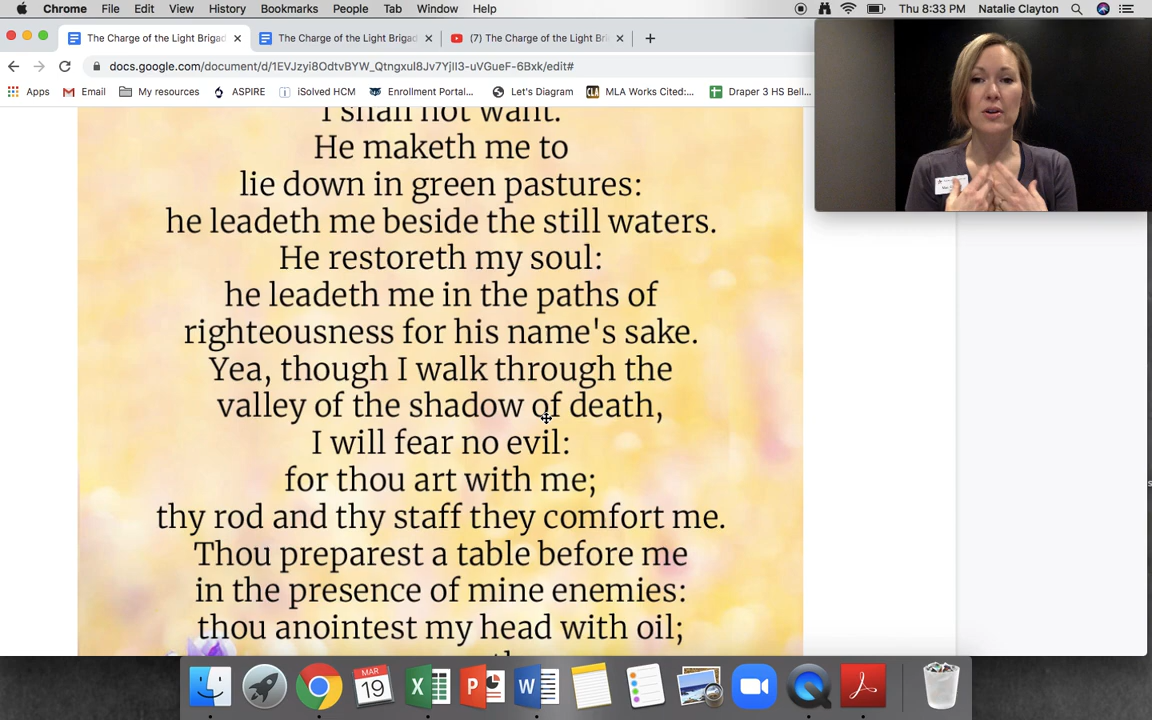 Chrome File Edit View History Bookmarks People Tab Window Help Thu 8:33 PM Natalie Clayton
The Charge of the Light Brigad The Charge of the Light Brigad (7) The Charge of the Light Bri
docs.google.com/document/d/1EVJzyi8OdtvBYW_Qtngxul8Jv7Yjll3-uVGueF-6Bxk/edit#
Apps Email My resources ASPIRE iSolved HCM Enrollment Portal... Let's Diagram CLA MLA Works Cited:... Draper 3 HS Bell...
I shall not want.
He maketh me to
lie down in green pastures:
he leadeth me beside the still waters.
He restoreth my soul:
he leadeth me in the paths of
righteousness for his name's sake.
Yea, though I walk through the
valley of the shadow of death,
I will fear no evil:
for thou art with me;
thy rod and thy staff they comfort me.
Thou preparest a table before me
in the presence of mine enemies:
thou anointest my head with oil;
MAR
19